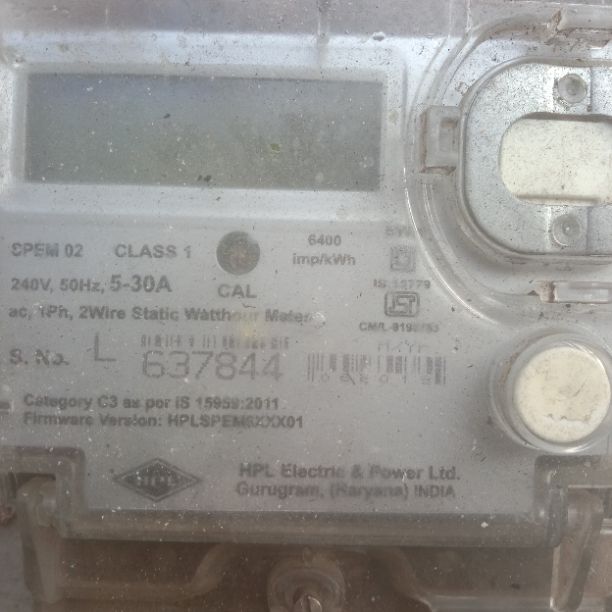 SPEM 02 CLASS 1
6400
imp/kWh
240V, 50Hz, 5-30A
CAL
IS 13779
ac, 1Ph, 2Wire Static Watthour Meter
S. No. L 637844
Category C3 as por IS 15959:2011
Firmware Version:
HPL
HPL Electric & Power Ltd.
Gurugram, (Haryana) INDIA